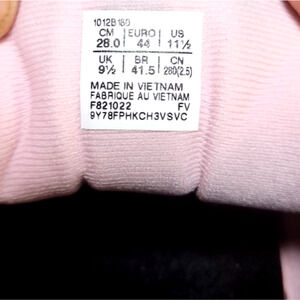 1012B180
CM EURO US
28.0 44 11½
UK BR CN
9½ 41.5 280(2.5)
MADE IN VIETNAM
FABRIQUE AU VIETNAM
F821022 FV
9Y78FPHKCH3VSVC